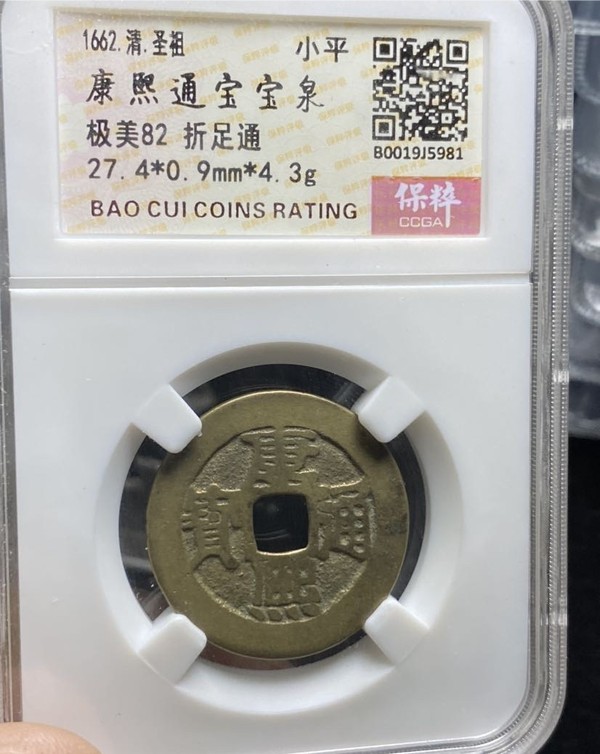 1662.清.圣祖 小平
康熙通宝宝泉
极美82 折足通
27.4*0.9mm*4.3g
B0019J5981
BAO CUI COINS RATING
保粹
CCGA
康熙通寶